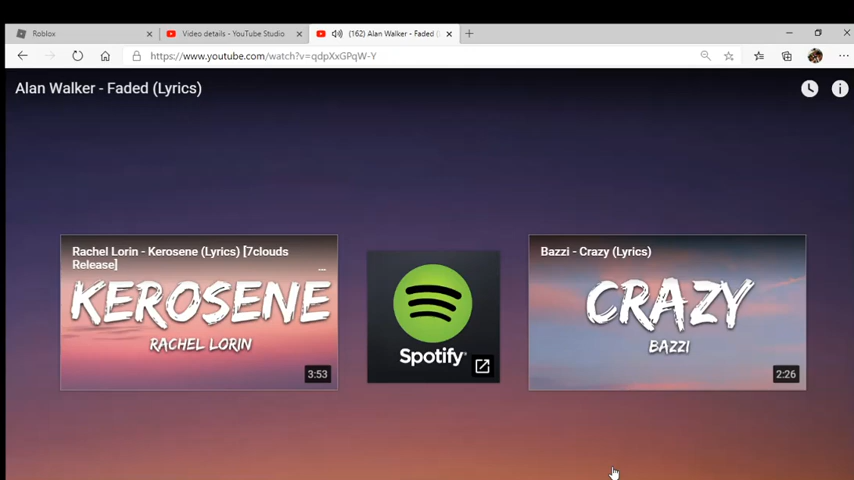 Roblox
Video details - YouTube Studio
(162) Alan Walker - Faded (
https://www.youtube.com/watch?v=qdpXxGPqW-Y
Alan Walker - Faded (Lyrics)
Rachel Lorin - Kerosene (Lyrics) [7clouds
Release]
...
KEROSENE
RACHEL LORIN
3:53
Spotify
Bazzi - Crazy (Lyrics)
CRAZY
BAZZI
2:26